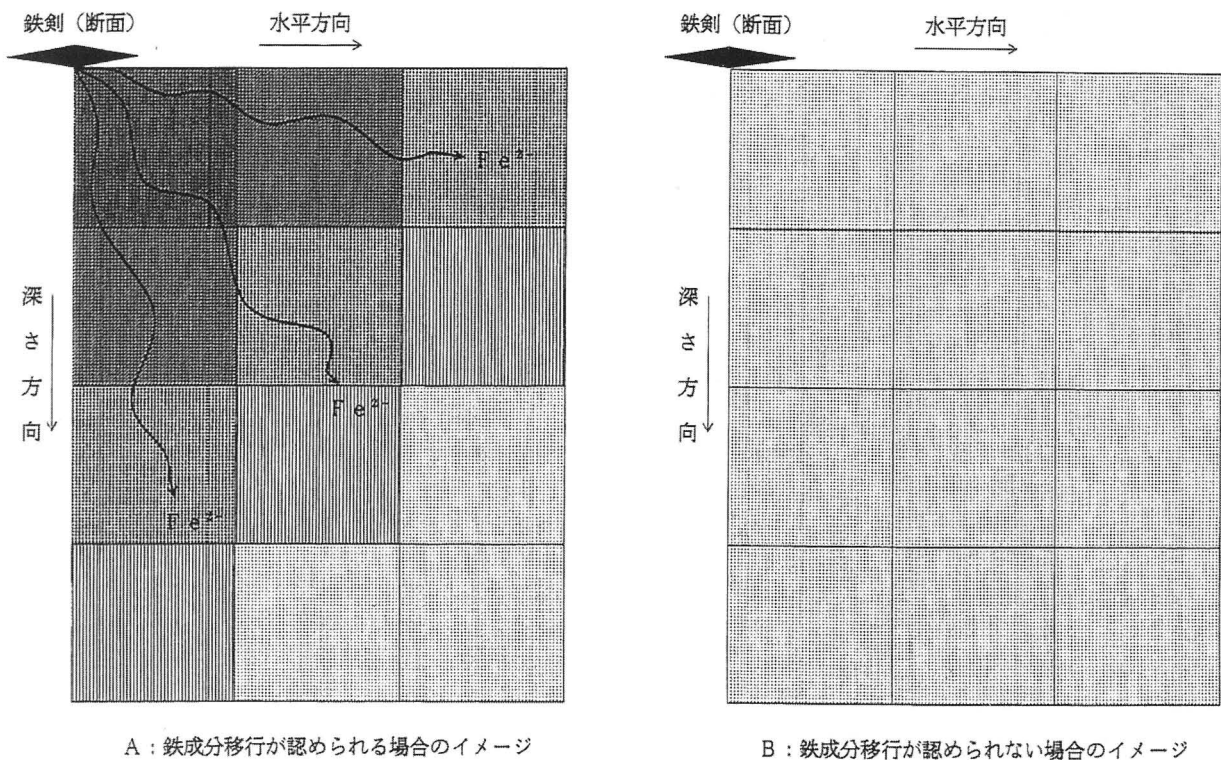 鉄剣(断面)
水平方向
Fe²⁻
Fe²⁻
Fe²⁻
深さ方向
A:鉄成分移行が認められる場合のイメージ
鉄剣(断面)
水平方向
深さ方向
B:鉄成分移行が認められない場合のイメージ